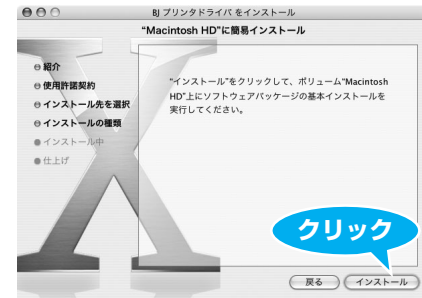 BJ プリンタドライバ をインストール
“Macintosh HD”に簡易インストール
紹介
使用許諾契約
インストール先を選択
インストールの種類
インストール中
仕上げ
“インストール”をクリックして、ボリューム“Macintosh
HD”上にソフトウェアパッケージの基本インストールを
実行してください。
クリック
戻る
インストール